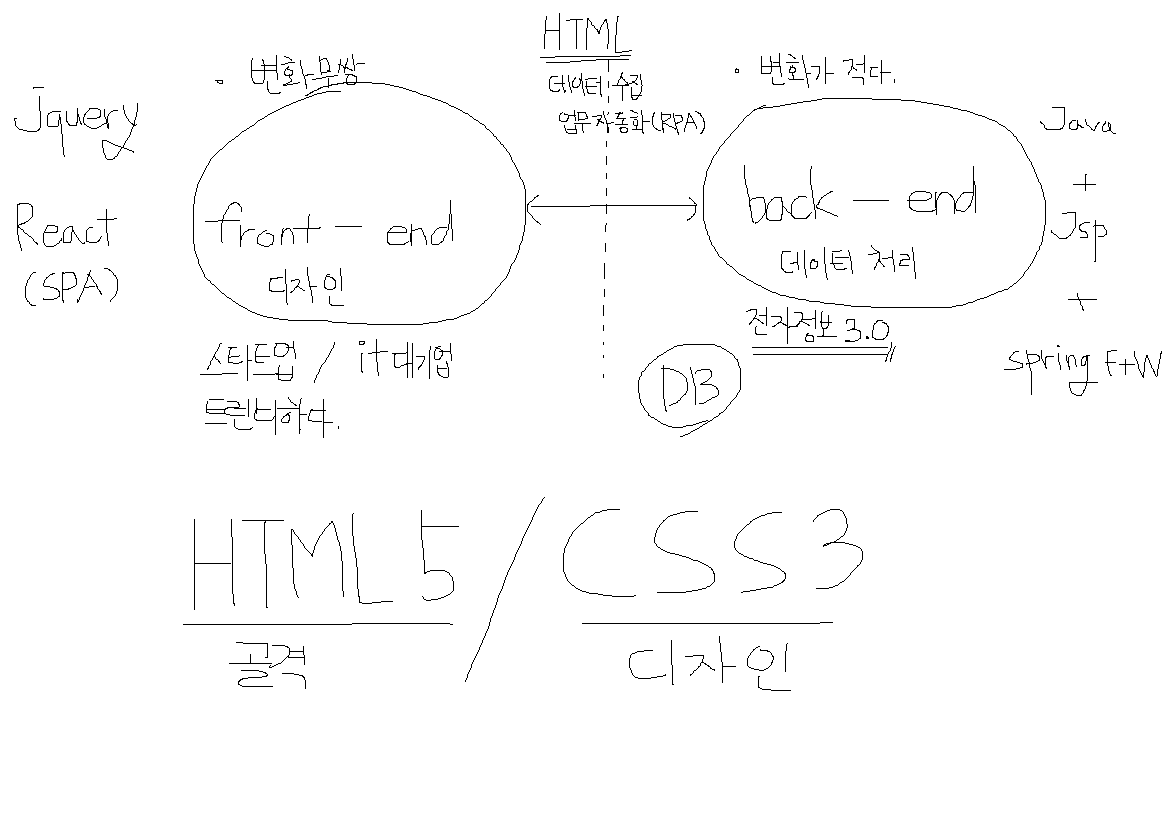 HTML
데이터 수집
업무자동화(RPA)
· 변화무쌍
Jquery
React
(SPA)
front - end
디자인
스타트업 / it대기업
트린디하다.
· 변화가 적다.
back - end
데이터 처리
전자정보 3.0
DB
Java
+
Jsp
+
spring F+W
HTML5 / CSS3
골격
디자인